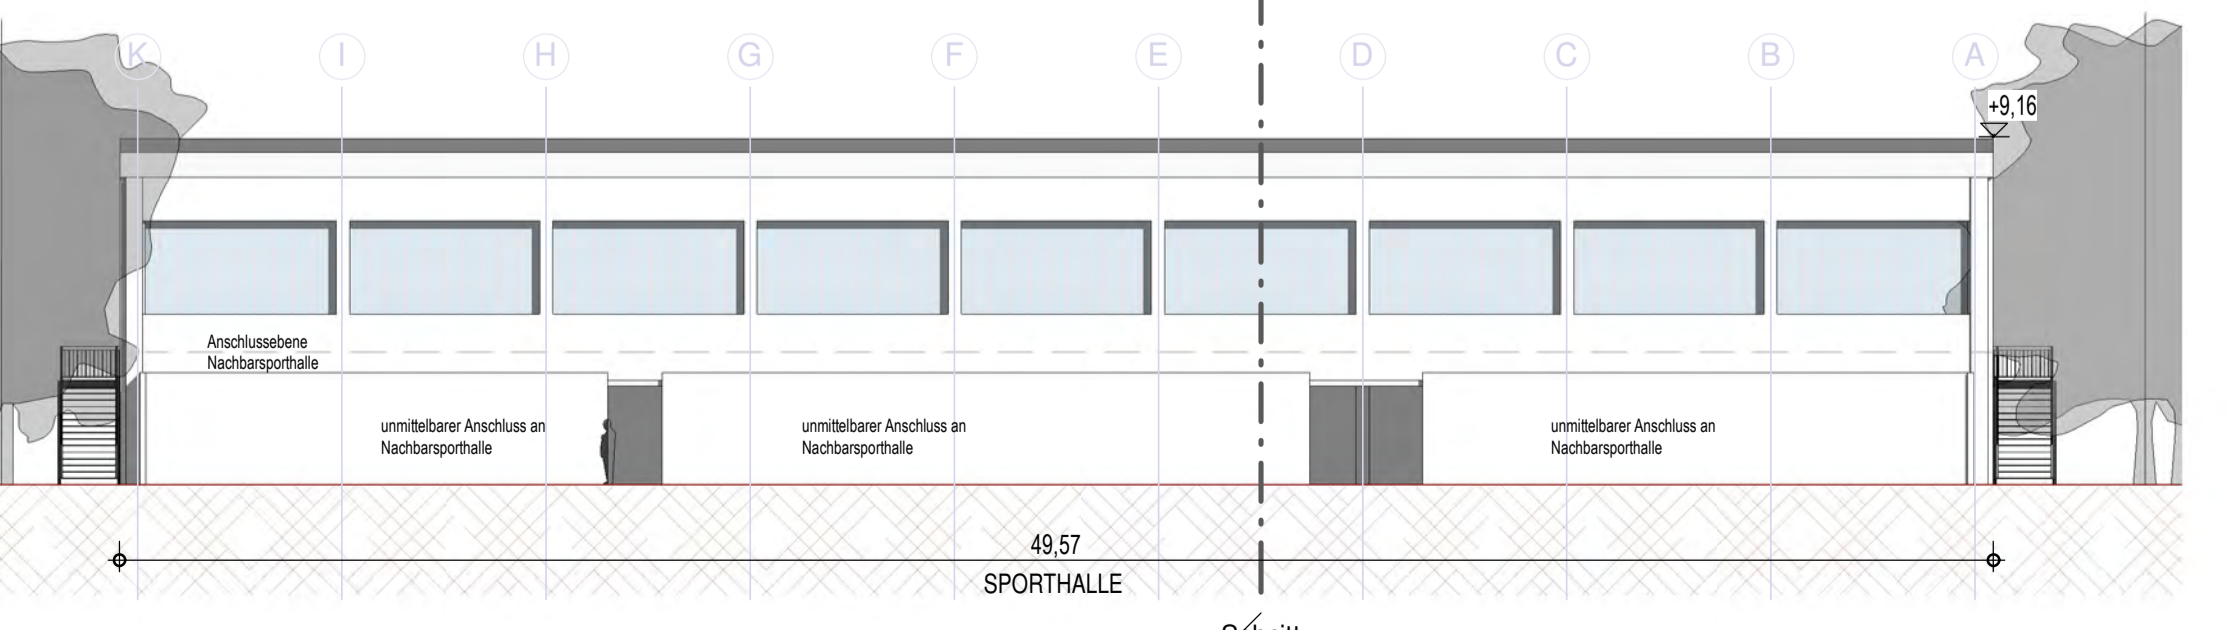 K I H G F E D C B A
+9,16
Anschlussebene
Nachbarsporthalle
unmittelbarer Anschluss an
Nachbarsporthalle
unmittelbarer Anschluss an
Nachbarsporthalle
unmittelbarer Anschluss an
Nachbarsporthalle
49,57
SPORTHALLE